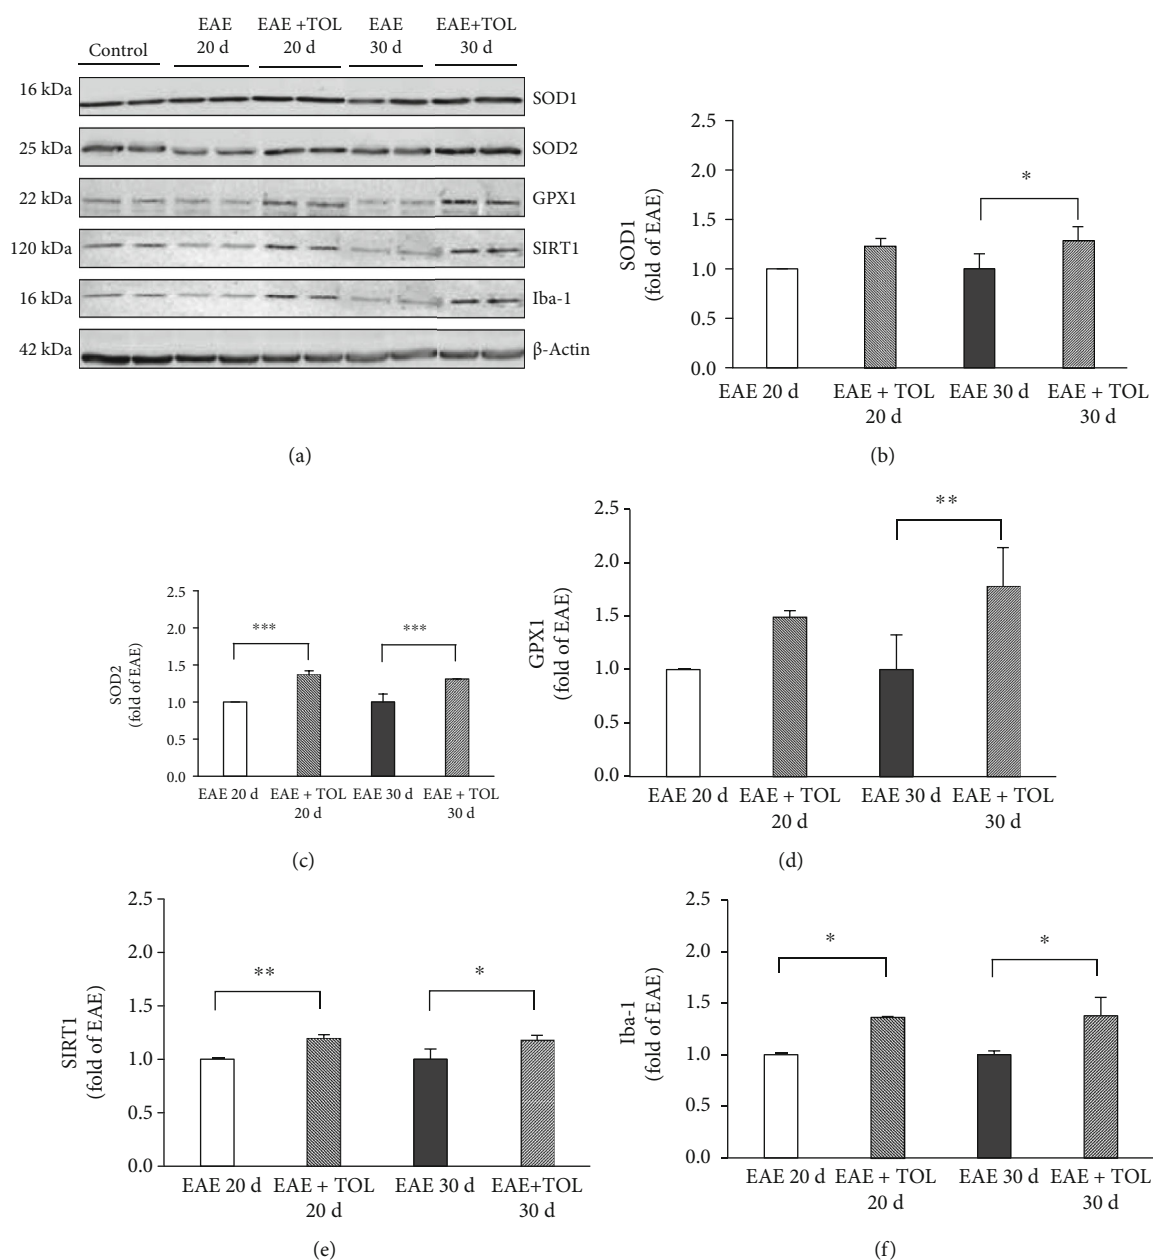 EAE EAE +TOL EAE EAE+TOL
Control 20 d 20 d 30 d 30 d
16 kDa SOD1
25 kDa SOD2
22 kDa GPX1
120 kDa SIRT1
16 kDa Iba-1
42 kDa β-Actin
(a)
SOD1
(fold of EAE)
2.5
2.0
1.5
1.0
0.5
0.0
*
EAE 20 d EAE + TOL EAE 30 d EAE + TOL
20 d 30 d
(b)
SOD2
(fold of EAE)
2.5
2.0
1.5
1.0
0.5
0.0
*** ***
EAE 20 d EAE + TOL EAE 30 d EAE + TOL
20 d 30 d
(c)
GPX1
(fold of EAE)
2.5
2.0
1.5
1.0
0.5
0.0
**
EAE 20 d EAE + TOL EAE 30 d EAE + TOL
20 d 30 d
(d)
SIRT1
(fold of EAE)
2.5
2.0
1.5
1.0
0.5
0.0
** *
EAE 20 d EAE + TOL EAE 30 d EAE+TOL
20 d 30 d
(e)
Iba-1
(fold of EAE)
2.5
2.0
1.5
1.0
0.5
0.0
* *
EAE 20 d EAE + TOL EAE 30 d EAE + TOL
20 d 30 d
(f)